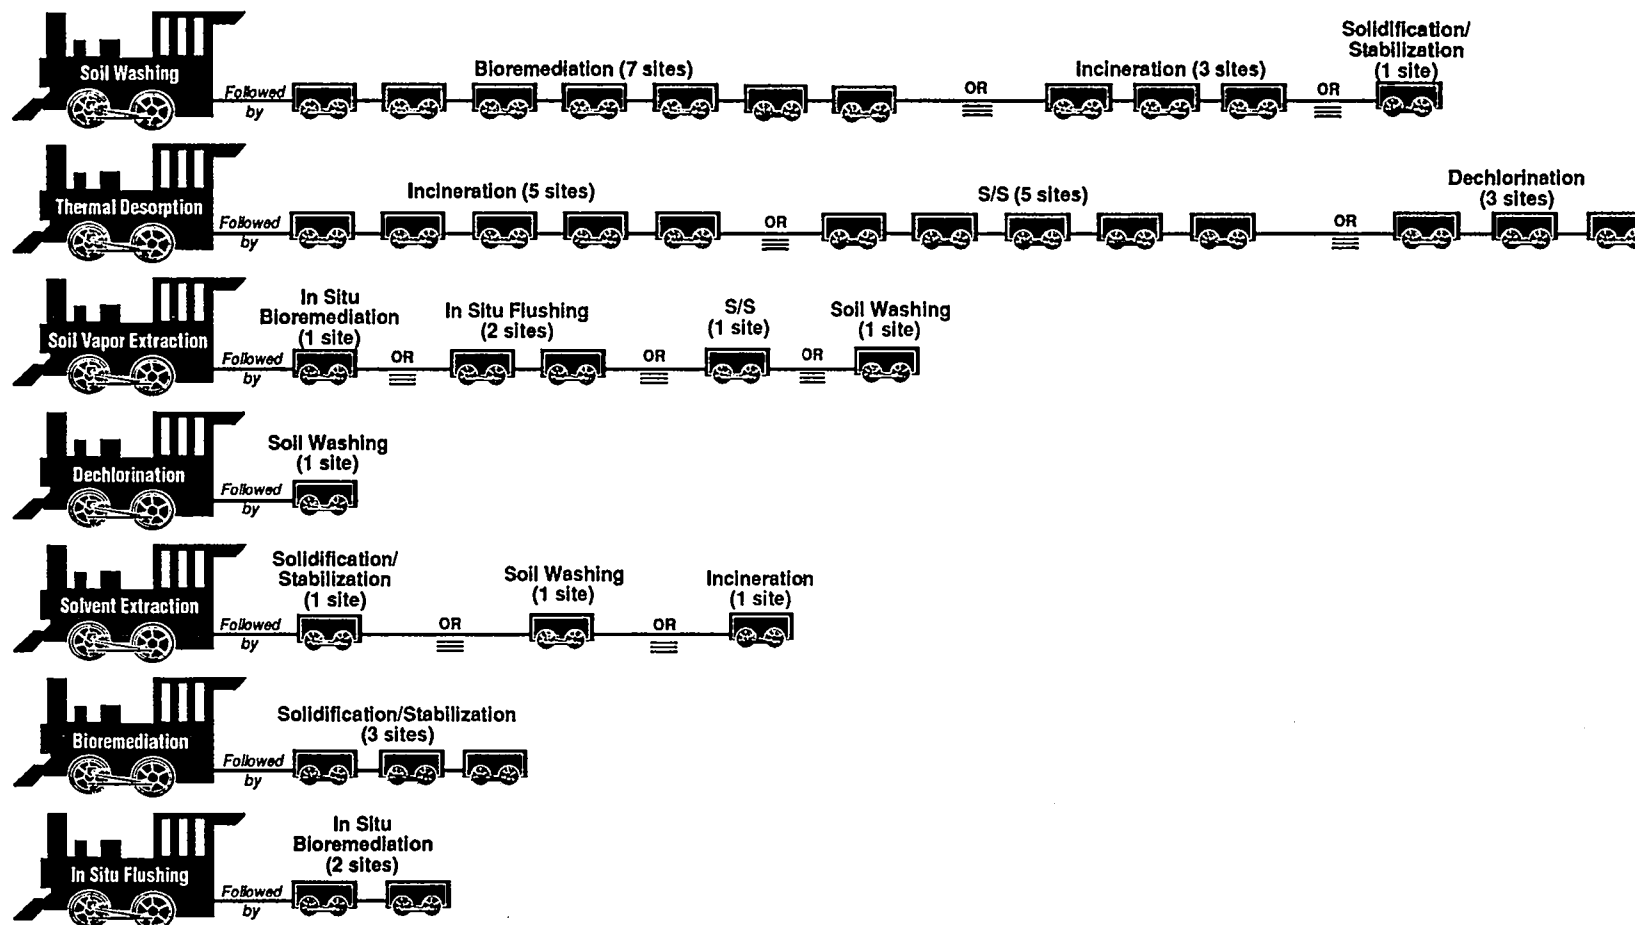 Soil Washing
Followed
by
Bioremediation (7 sites)
OR
Incineration (3 sites)
OR
Solidification/
Stabilization
(1 site)
Thermal Desorption
Followed
by
Incineration (5 sites)
OR
S/S (5 sites)
OR
Dechlorination
(3 sites)
Soil Vapor Extraction
Followed
by
In Situ
Bioremediation
(1 site)
OR
In Situ Flushing
(2 sites)
OR
S/S
(1 site)
OR
Soil Washing
(1 site)
Dechlorination
Followed
by
Soil Washing
(1 site)
Solvent Extraction
Followed
by
Solidification/
Stabilization
(1 site)
OR
Soil Washing
(1 site)
OR
Incineration
(1 site)
Bioremediation
Followed
by
Solidification/Stabilization
(3 sites)
In Situ Flushing
Followed
by
In Situ
Bioremediation
(2 sites)